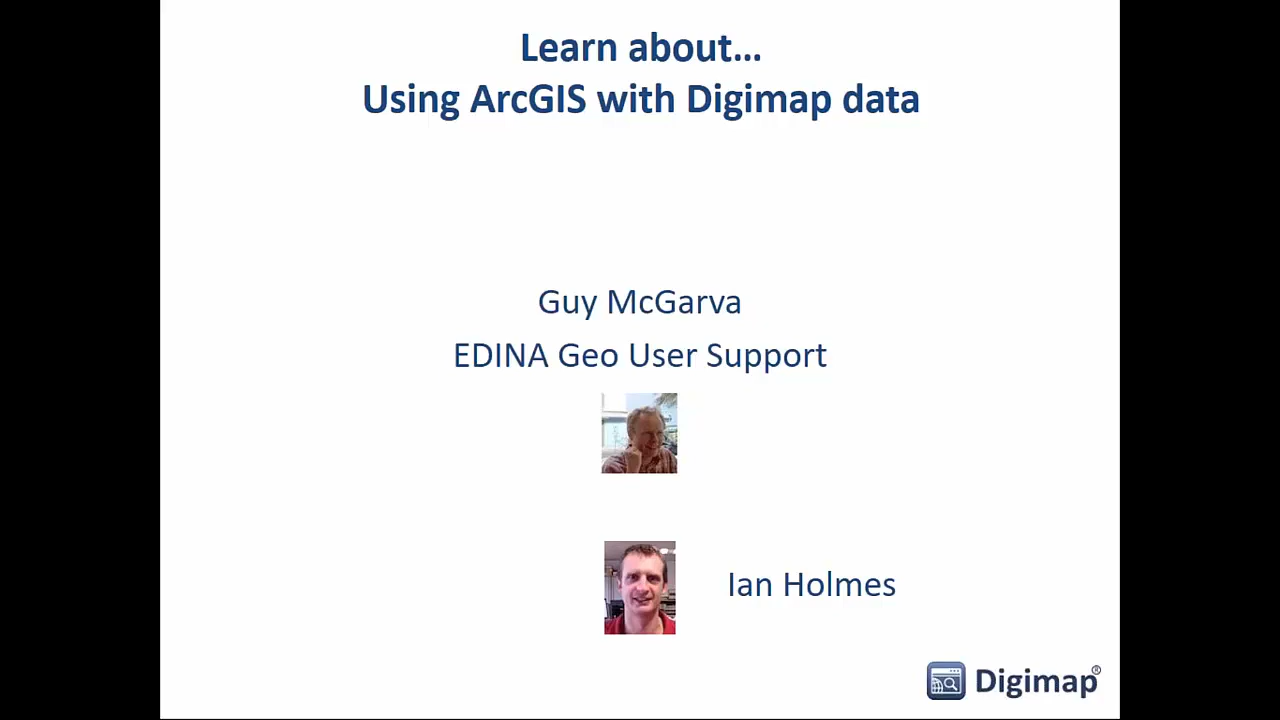 Learn about...
Using ArcGIS with Digimap data
Guy McGarva
EDINA Geo User Support
Ian Holmes
Digimap®